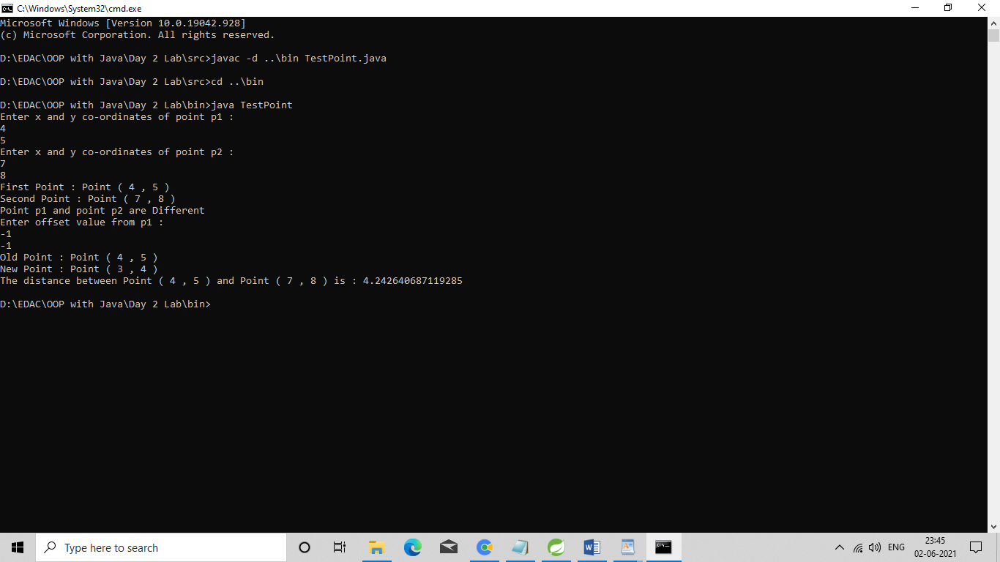 C:\Windows\System32\cmd.exe
Microsoft Windows [Version 10.0.19042.928]
(c) Microsoft Corporation. All rights reserved.
D:\EDAC\OOP with Java\Day 2 Lab\src>javac -d ..\bin TestPoint.java
D:\EDAC\OOP with Java\Day 2 Lab\src>cd ..\bin
D:\EDAC\OOP with Java\Day 2 Lab\bin>java TestPoint
Enter x and y co-ordinates of point p1 :
4
5
Enter x and y co-ordinates of point p2 :
7
8
First Point : Point ( 4 , 5 )
Second Point : Point ( 7 , 8 )
Point p1 and point p2 are Different
Enter offset value from p1 :
-1
-1
Old Point : Point ( 4 , 5 )
New Point : Point ( 3 , 4 )
The distance between Point ( 4 , 5 ) and Point ( 7 , 8 ) is : 4.242640687119285
D:\EDAC\OOP with Java\Day 2 Lab\bin>
Type here to search
ENG
23:45
02-06-2021